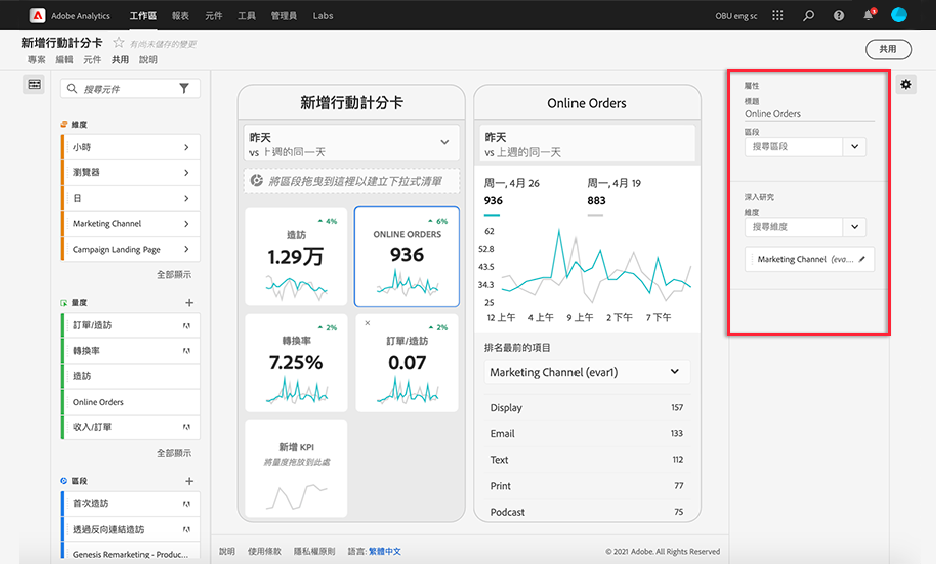 Adobe Analytics 工作區 報表 元件 工具 管理員 Labs OBU eng sc
新增行動計分卡 有尚未儲存的變更
專案 編輯 元件 共用 說明
共用
搜尋元件
維度
小時
瀏覽器
日
Marketing Channel
Campaign Landing Page
全部顯示
量度
訂單/造訪
轉換率
造訪
Online Orders
收入/訂單
全部顯示
區段
首次造訪
透過反向連結造訪
Genesis Remarketing - Produc...
新增行動計分卡
昨天
vs 上週的同一天
將區段拖曳到這裡以建立下拉式清單
4%
造訪
1.29万
6%
ONLINE ORDERS
936
2%
轉換率
7.25%
2%
訂單/造訪
0.07
新增 KPI
將量度拖放到此處
Online Orders
昨天
vs 上週的同一天
周一, 4月 26 周一, 4月 19
936 883
62
52.8
43.5
34.3
25
12 上午 4 上午 9 上午 2 下午 7 下午
排名最前的項目
Marketing Channel (evar1)
Display 157
Email 133
Text 112
Print 77
Podcast 75
屬性
標題
Online Orders
區段
搜尋區段
深入研究
維度
搜尋維度
Marketing Channel (eva...
說明 使用條款 隱私權原則 語言: 繁體中文 © 2021 Adobe. All Rights Reserved